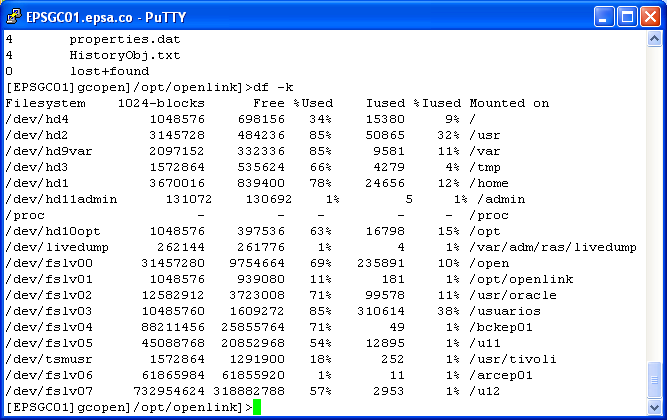 EPSGC01.epsa.co - PuTTY
4 properties.dat
4 HistoryObj.txt
0 lost+found
[EPSGC01]gcopen]/opt/openlink]>df -k
Filesystem 1024-blocks Free %Used Iused %Iused Mounted on
/dev/hd4 1048576 698156 34% 15380 9% /
/dev/hd2 3145728 484236 85% 50865 32% /usr
/dev/hd9var 2097152 332336 85% 9581 11% /var
/dev/hd3 1572864 535624 66% 4279 4% /tmp
/dev/hd1 3670016 839400 78% 24656 12% /home
/dev/hd11admin 131072 130692 1% 5 1% /admin
/proc - - - - - /proc
/dev/hd10opt 1048576 397536 63% 16798 15% /opt
/dev/livedump 262144 261776 1% 4 1% /var/adm/ras/livedump
/dev/fslv00 31457280 9754664 69% 235891 10% /open
/dev/fslv01 1048576 939080 11% 181 1% /opt/openlink
/dev/fslv02 12582912 3723008 71% 99578 11% /usr/oracle
/dev/fslv03 10485760 1609272 85% 310614 38% /usuarios
/dev/fslv04 88211456 25855764 71% 49 1% /bckep01
/dev/fslv05 45088768 20852968 54% 12895 1% /u11
/dev/tsmusr 1572864 1291900 18% 252 1% /usr/tivoli
/dev/fslv06 61865984 61855920 1% 11 1% /arcep01
/dev/fslv07 732954624 318882788 57% 2953 1% /u12
[EPSGC01]gcopen]/opt/openlink]>